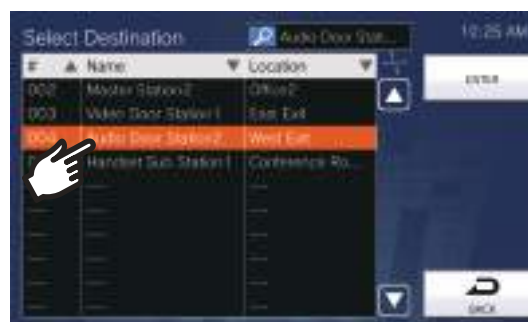 Select Destination
Audio Door Stat...
10:25 AM
#
Name
Location
ENTER
002 Master Station2 Office2
003 Video Door Station1 East Exit
004 Audio Door Station2 West Exit
Handset Sub Station1 Conference Ro...
BACK